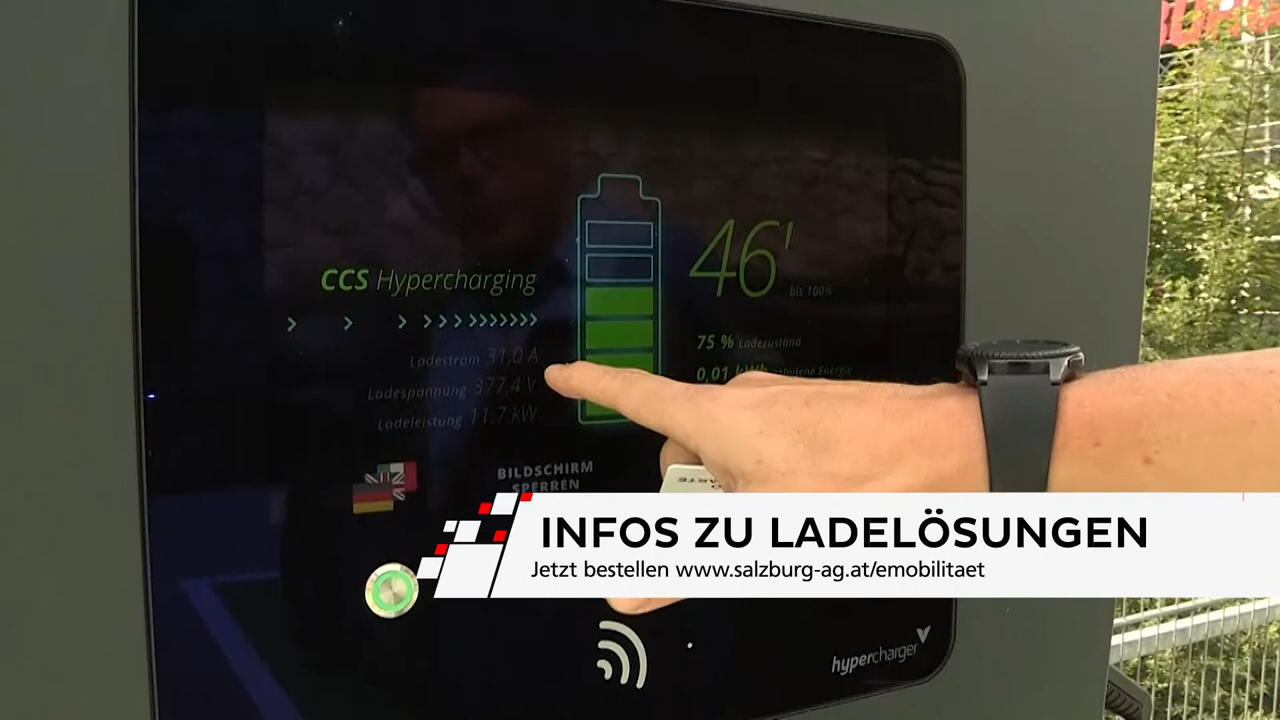 46'
bis 100%
CCS Hypercharging
75 % Ladezustand
Ladestrom 31,0 A
0,01 kWh geladene Energie
Ladespannung 377,4 V
Ladeleistung 11.7 kW
BILDSCHIRM
SPERREN
INFOS ZU LADELÖSUNGEN
Jetzt bestellen www.salzburg-ag.at/emobilitaet
hypercharger